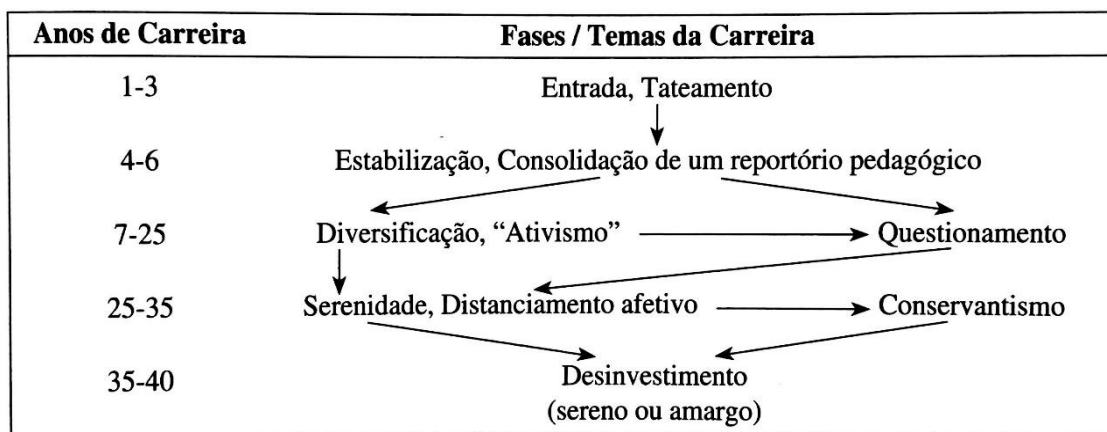 Anos de Carreira Fases / Temas da Carreira
1-3 Entrada, Tateamento
4-6 Estabilização, Consolidação de um reportório pedagógico
7-25 Diversificação, “Ativismo” Questionamento
25-35 Serenidade, Distanciamento afetivo Conservantismo
35-40 Desinvestimento
(sereno ou amargo)